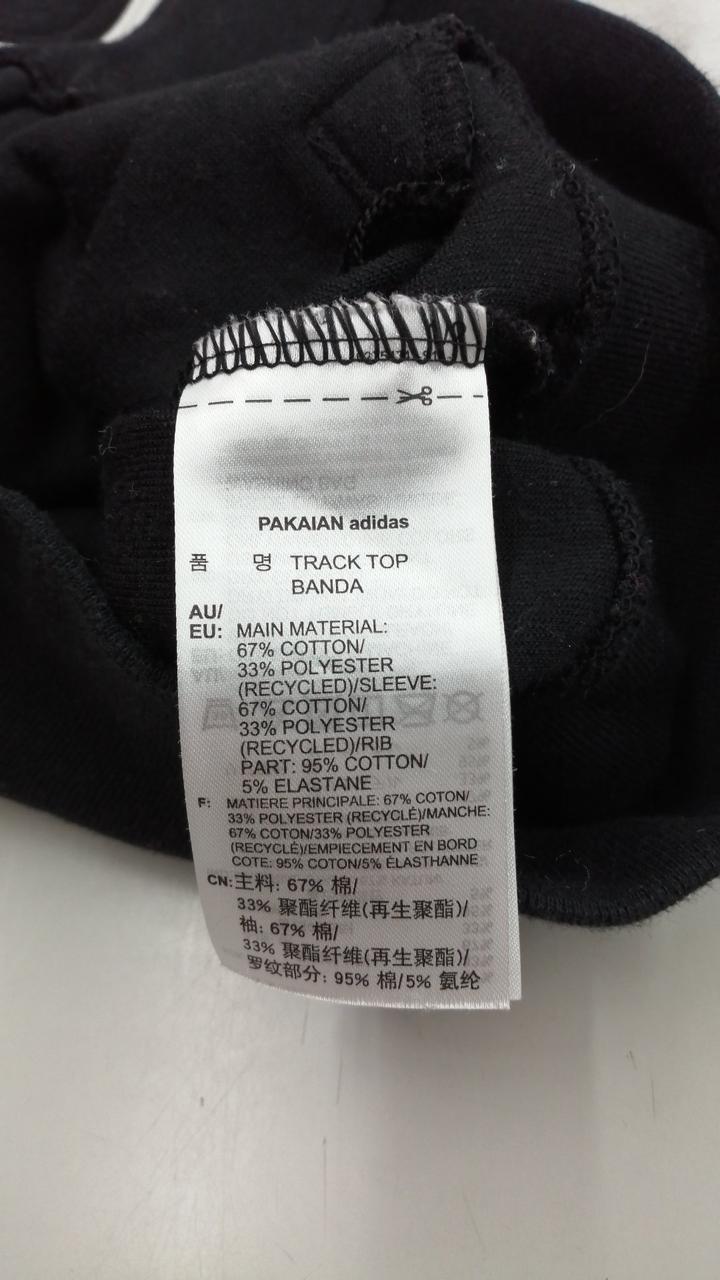 PAKAIAN adidas
품 명 TRACK TOP
BANDA
AU/
EU: MAIN MATERIAL:
67% COTTON/
33% POLYESTER
(RECYCLED)/SLEEVE:
67% COTTON/
33% POLYESTER
(RECYCLED)/RIB
PART: 95% COTTON/
5% ELASTANE
F: MATIERE PRINCIPALE: 67% COTON/
33% POLYESTER (RECYCLÉ)/MANCHE:
67% COTON/33% POLYESTER
(RECYCLÉ)/EMPIECEMENT EN BORD
COTE: 95% COTON/5% ÉLASTHANNE
CN:主料: 67% 棉/
33% 聚酯纤维(再生聚酯)/
袖: 67% 棉/
33% 聚酯纤维(再生聚酯)/
罗纹部分: 95% 棉/5% 氨纶